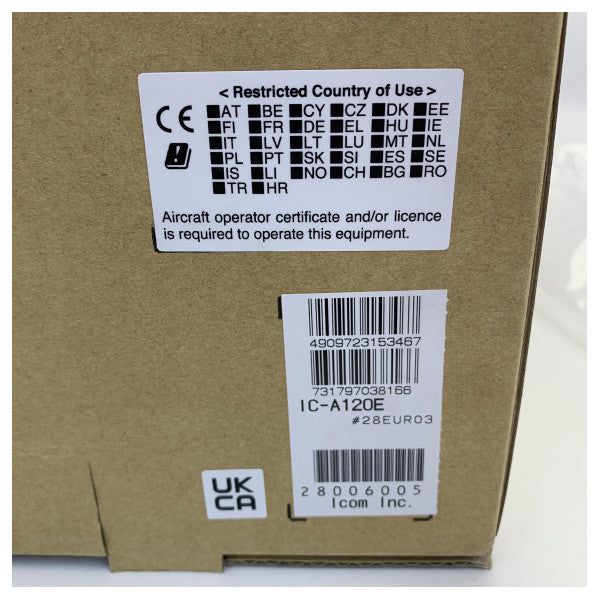 < Restricted Country of Use >
CE
■AT ■BE ■CY ■CZ ■DK ■EE
■FI ■FR ■DE ■EL ■HU ■IE
■IT ■LV ■LT ■LU ■MT ■NL
■PL ■PT ■SK ■SI ■ES ■SE
■IS ■LI ■NO ■CH ■BG ■RO
■TR ■HR
Aircraft operator certificate and/or licence
is required to operate this equipment.
4909723153467
731797038166
IC-A120E
#28EUR03
28006005
Icom Inc.
UK
CA